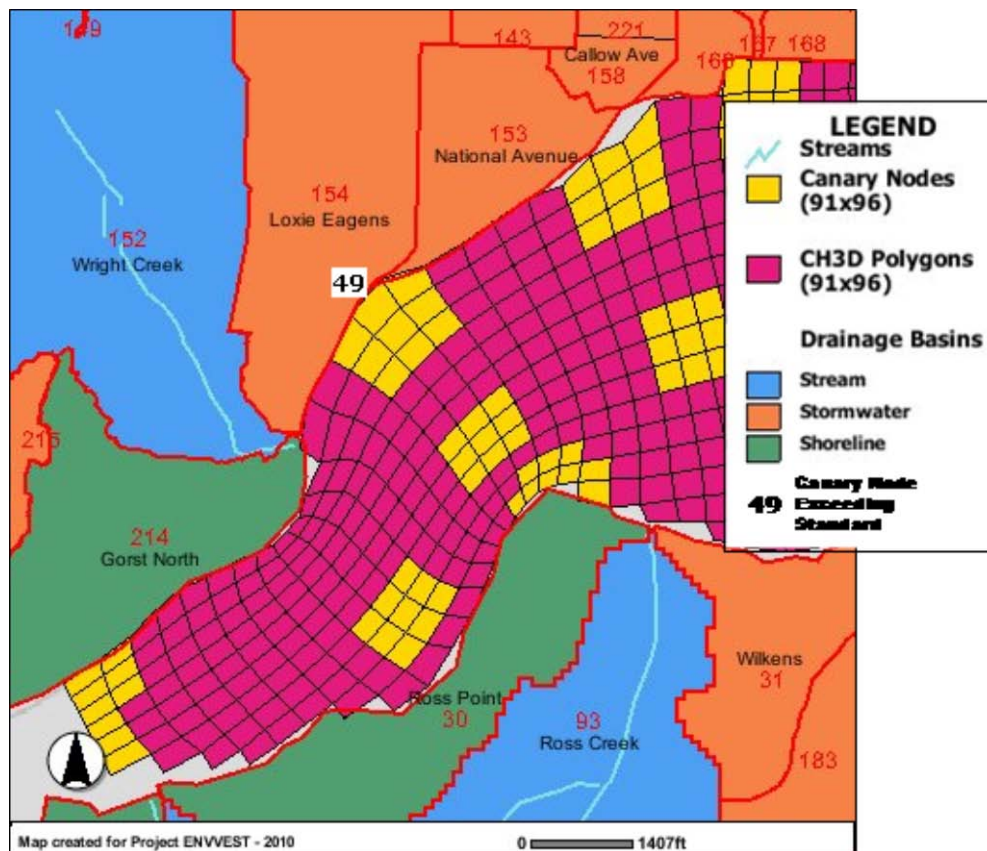 149
143
221
167
168
Callow Ave
166
158
LEGEND
Streams
Canary Nodes
(91x96)
CH3D Polygons
(91x96)
Drainage Basins
Stream
Stormwater
Shoreline
49
Canary Node
Exceeding
Standard
153
National Avenue
154
Loxie Eagens
152
Wright Creek
49
215
214
Gorst North
Wilkens
31
Ross Point
30
93
Ross Creek
183
Map created for Project ENVVEST - 2010
0
1407ft